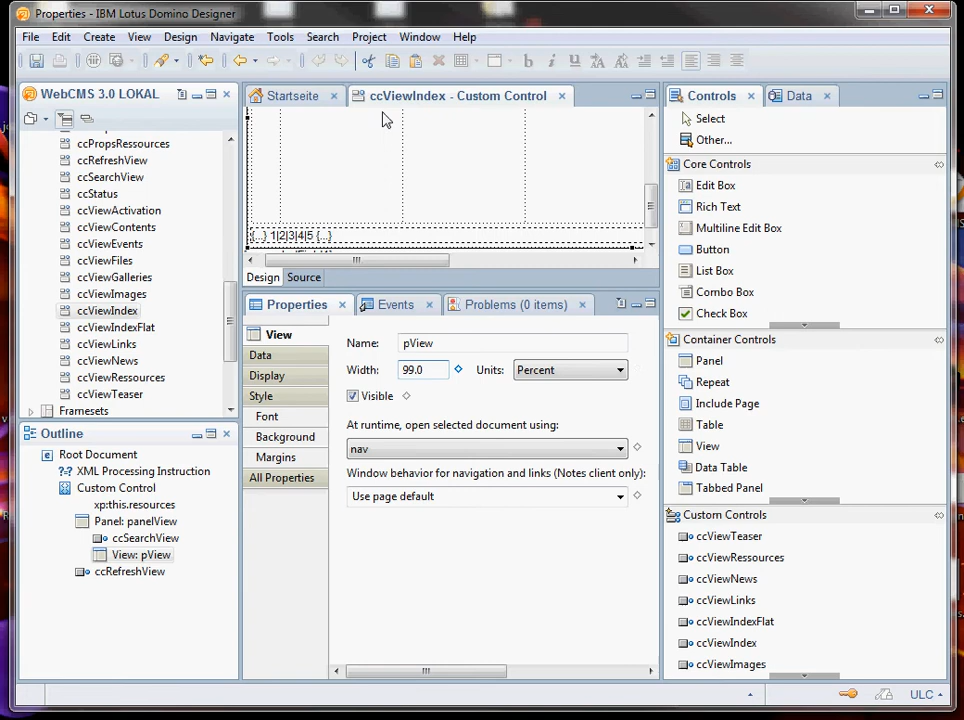 Properties - IBM Lotus Domino Designer
File Edit Create View Design Navigate Tools Search Project Window Help
WebCMS 3.0 LOKAL
ccPropsRessources
ccRefreshView
ccSearchView
ccStatus
ccViewActivation
ccViewContents
ccViewEvents
ccViewFiles
ccViewGalleries
ccViewImages
ccViewIndex
ccViewIndexFlat
ccViewLinks
ccViewNews
ccViewRessources
ccViewTeaser
Framesets
Outline
Root Document
XML Processing Instruction
Custom Control
xp:this.resources
Panel: panelView
ccSearchView
View: pView
ccRefreshView
Startseite
ccViewIndex - Custom Control
{...} 1|2|3|4|5 {...}
Design Source
Properties Events Problems (0 items)
View
Data
Display
Style
Font
Background
Margins
All Properties
Name: pView
Width: 99.0 Units: Percent
Visible
At runtime, open selected document using:
nav
Window behavior for navigation and links (Notes client only):
Use page default
Controls Data
Select
Other...
Core Controls
Edit Box
Rich Text
Multiline Edit Box
Button
List Box
Combo Box
Check Box
Container Controls
Panel
Repeat
Include Page
Table
View
Data Table
Tabbed Panel
Custom Controls
ccViewTeaser
ccViewRessources
ccViewNews
ccViewLinks
ccViewIndexFlat
ccViewIndex
ccViewImages
ULC